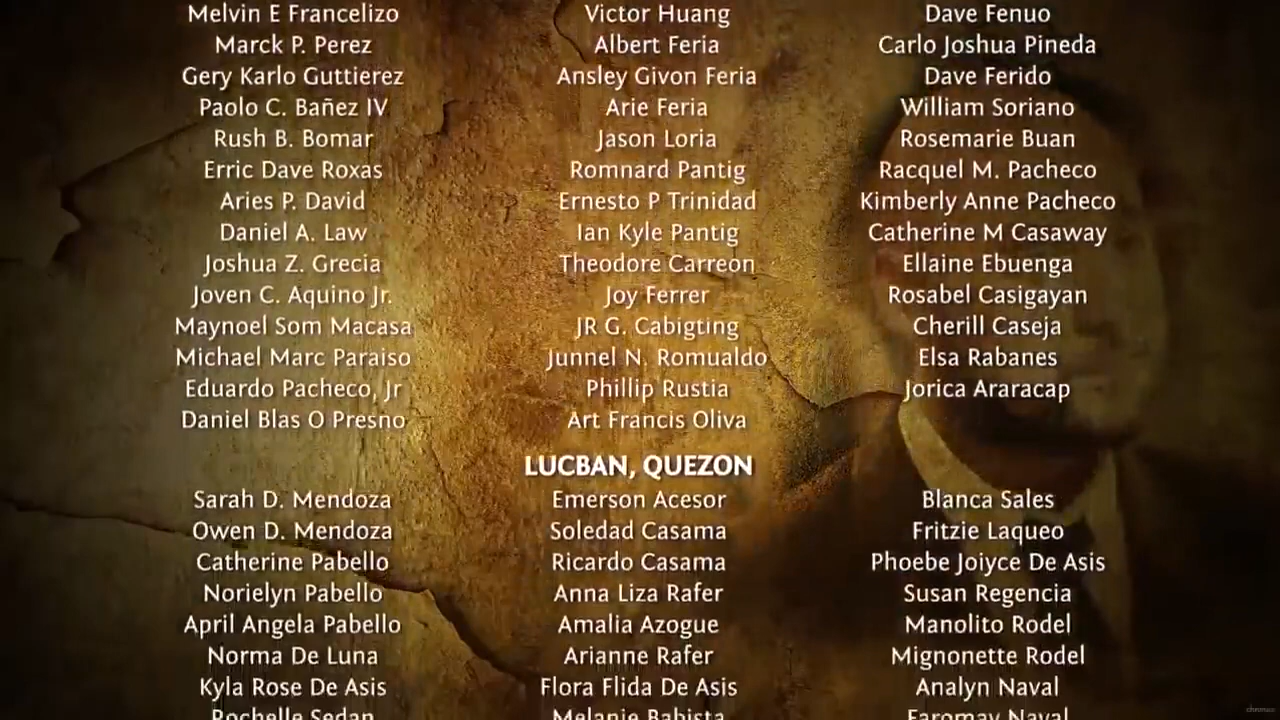 Melvin E Francelizo Victor Huang Dave Fenuo
Marck P. Perez Albert Feria Carlo Joshua Pineda
Gery Karlo Guttierez Ansley Givon Feria Dave Ferido
Paolo C. Bañez IV Arie Feria William Soriano
Rush B. Bomar Jason Loria Rosemarie Buan
Erric Dave Roxas Romnard Pantig Racquel M. Pacheco
Aries P. David Ernesto P Trinidad Kimberly Anne Pacheco
Daniel A. Law Ian Kyle Pantig Catherine M Casaway
Joshua Z. Grecia Theodore Carreon Ellaine Ebuenga
Joven C. Aquino Jr. Joy Ferrer Rosabel Casigayan
Maynoel Som Macasa JR G. Cabigting Cherill Caseja
Michael Marc Paraiso Junnel N. Romualdo Elsa Rabanes
Eduardo Pacheco, Jr Phillip Rustia Jorica Araracap
Daniel Blas O Presno Art Francis Oliva
LUCBAN, QUEZON
Sarah D. Mendoza Emerson Acesor Blanca Sales
Owen D. Mendoza Soledad Casama Fritzie Laqueo
Catherine Pabello Ricardo Casama Phoebe Joiyce De Asis
Norielyn Pabello Anna Liza Rafer Susan Regencia
April Angela Pabello Amalia Azogue Manolito Rodel
Norma De Luna Arianne Rafer Mignonette Rodel
Kyla Rose De Asis Flora Flida De Asis Analyn Naval
Rochelle Sedan Melanie Babista Faromay Naval